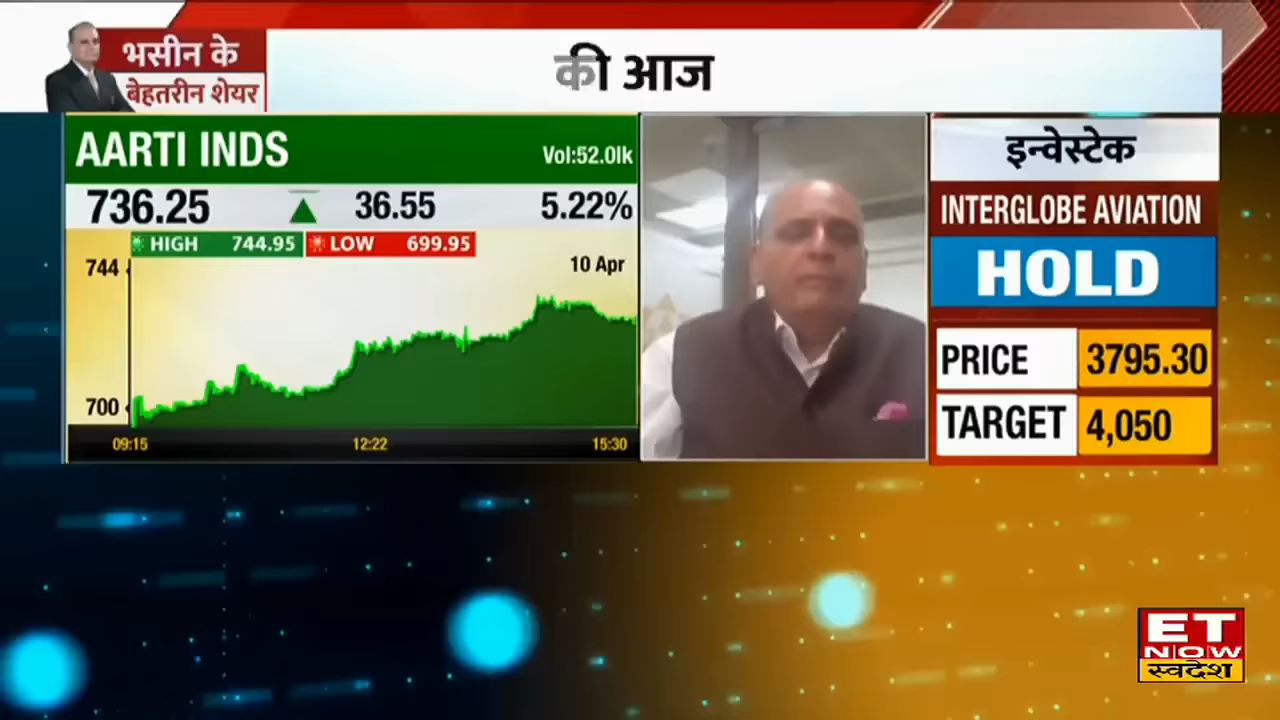 भसीन के
बेहतरीन शेयर
की आज
AARTI INDS
Vol:52.0lk
736.25 36.55 5.22%
HIGH 744.95 LOW 699.95
10 Apr
744
700
09:15 12:22 15:30
इन्वेस्टेक
INTERGLOBE AVIATION
HOLD
PRICE 3795.30
TARGET 4,050
ET
NOW
स्वदेश